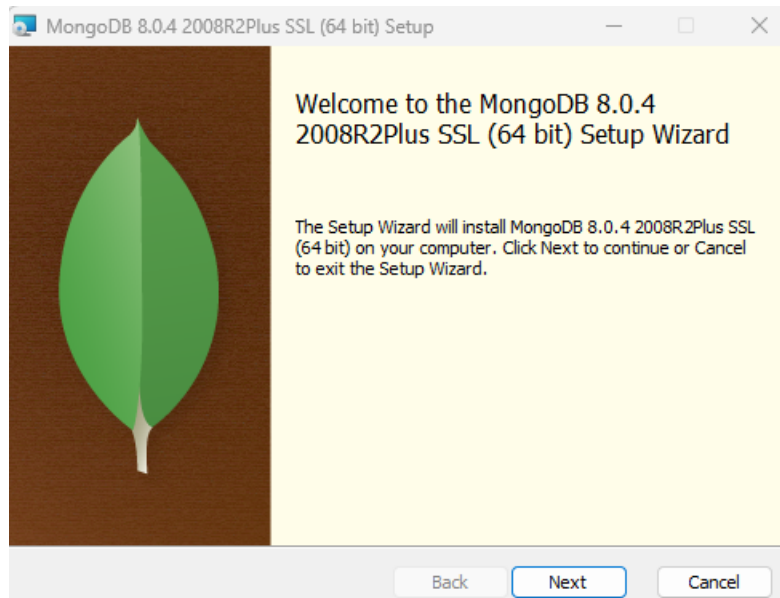 MongoDB 8.0.4 2008R2Plus SSL (64 bit) Setup
Welcome to the MongoDB 8.0.4
2008R2Plus SSL (64 bit) Setup Wizard
The Setup Wizard will install MongoDB 8.0.4 2008R2Plus SSL
(64 bit) on your computer. Click Next to continue or Cancel
to exit the Setup Wizard.
Back Next Cancel